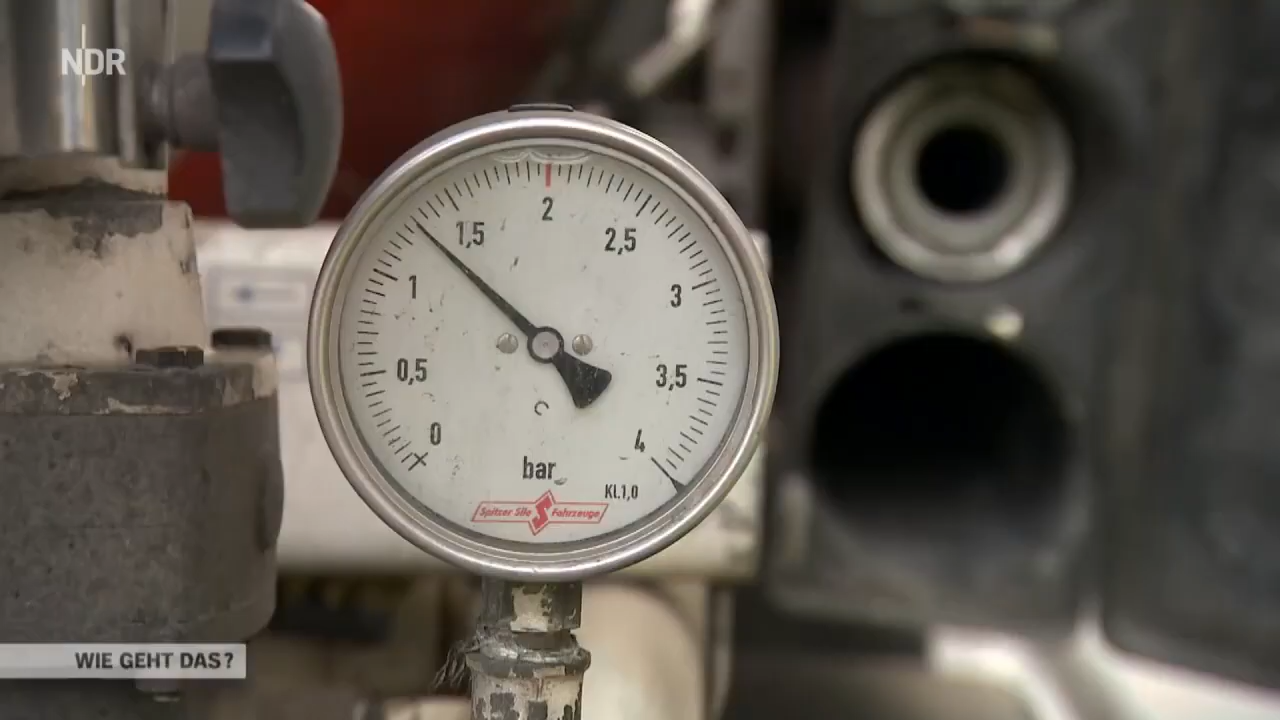 NDR
2
1,5
2,5
1
3
0,5
3,5
0
4
bar
KL.1,0
Spitzer Silo S Fahrzeuge
WIE GEHT DAS?